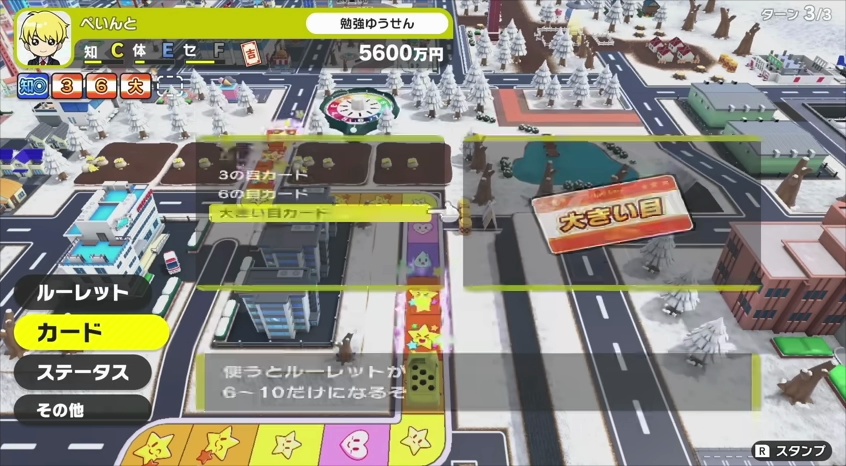 ぺいんと
勉強ゆうせん
ターン 3/3
知 C 体 E セ F 吉
5600万円
知 3 6 大
3の目カード
6の目カード
大きい目カード
大きい目
ルーレット
カード
ステータス
その他
使うとルーレットが
6～10だけになるぞ
R スタンプ